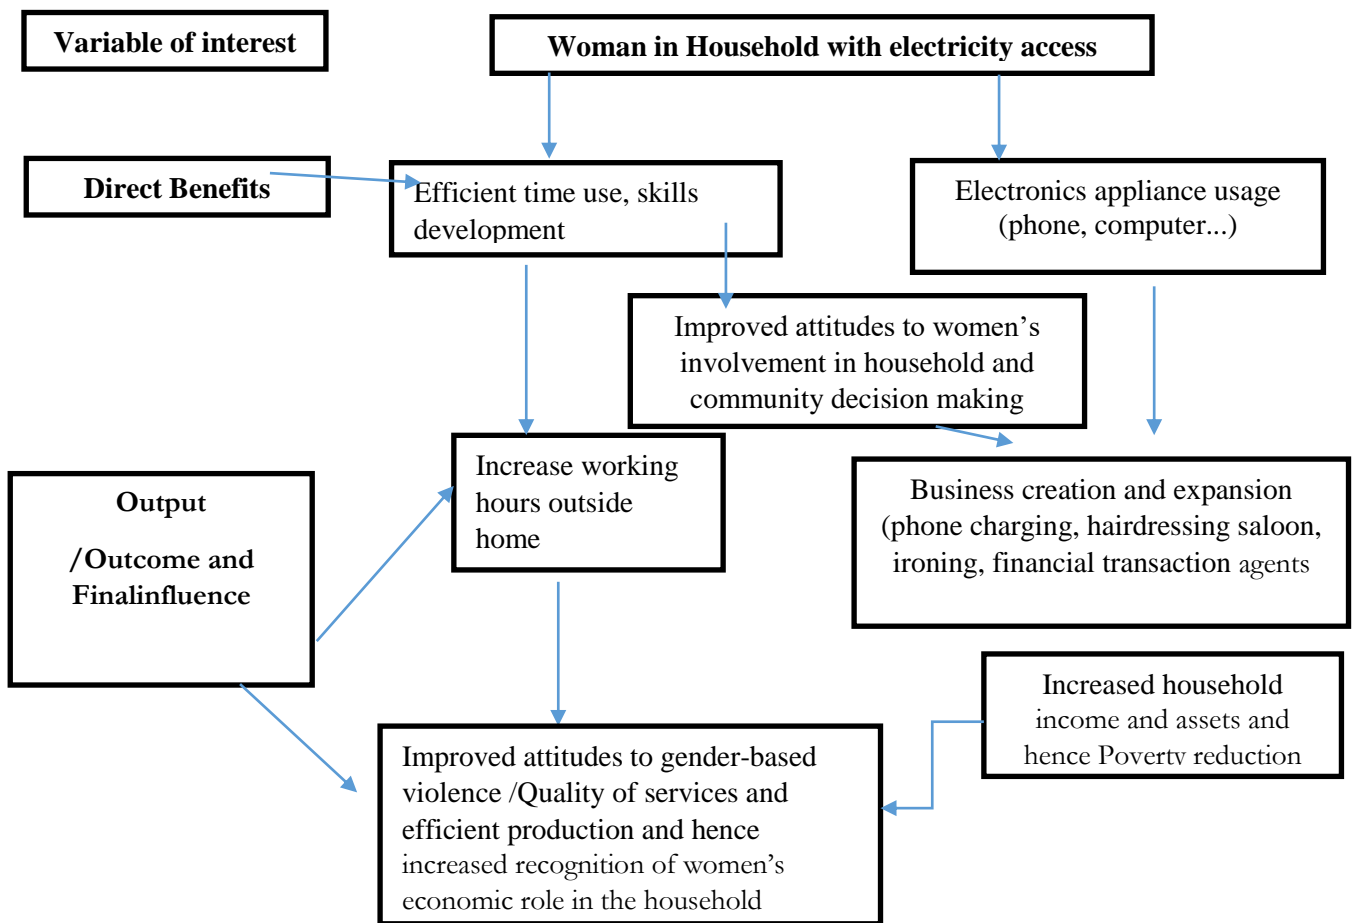 Variable of interest
Woman in Household with electricity access
Direct Benefits
Efficient time use, skills
development
Electronics appliance usage
(phone, computer...)
Improved attitudes to women’s
involvement in household and
community decision making
Increase working
hours outside
home
Business creation and expansion
(phone charging, hairdressing saloon,
ironing, financial transaction agents
Output
/Outcome and
Finalinfluence
Increased household
income and assets and
hence Poverty reduction
Improved attitudes to gender-based
violence /Quality of services and
efficient production and hence
increased recognition of women’s
economic role in the household